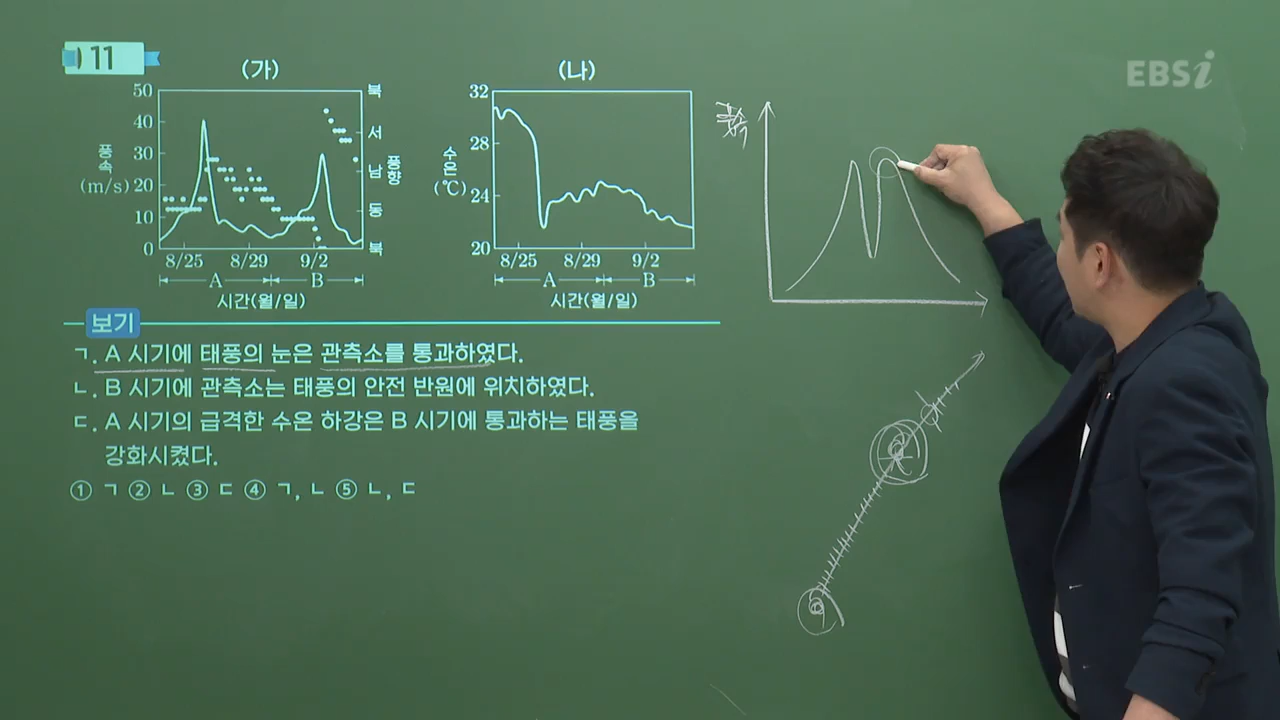 11
EBSi
(가)
(나)
50
40
30
20
10
0
풍속
(m/s)
북
서
남
동
북
풍향
8/25
8/29
9/2
A
B
시간(월/일)
32
28
24
20
수온
(℃)
8/25
8/29
9/2
A
B
시간(월/일)
풍속
보기
ㄱ. A 시기에 태풍의 눈은 관측소를 통과하였다.
ㄴ. B 시기에 관측소는 태풍의 안전 반원에 위치하였다.
ㄷ. A 시기의 급격한 수온 하강은 B 시기에 통과하는 태풍을
강화시켰다.
① ㄱ ② ㄴ ③ ㄷ ④ ㄱ, ㄴ ⑤ ㄴ, ㄷ